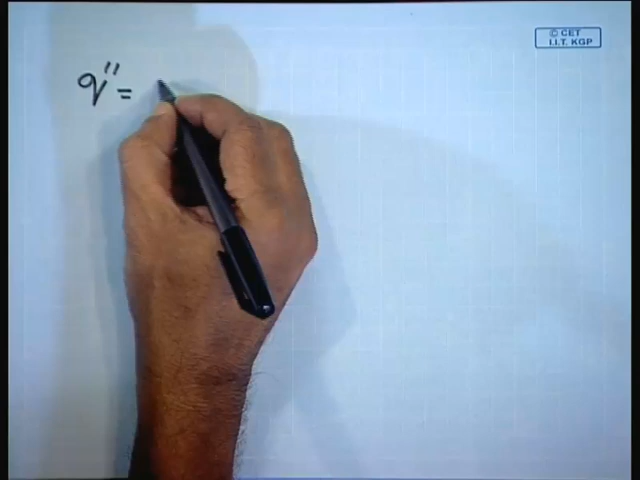 © CET
I.I.T. KGP
q" =